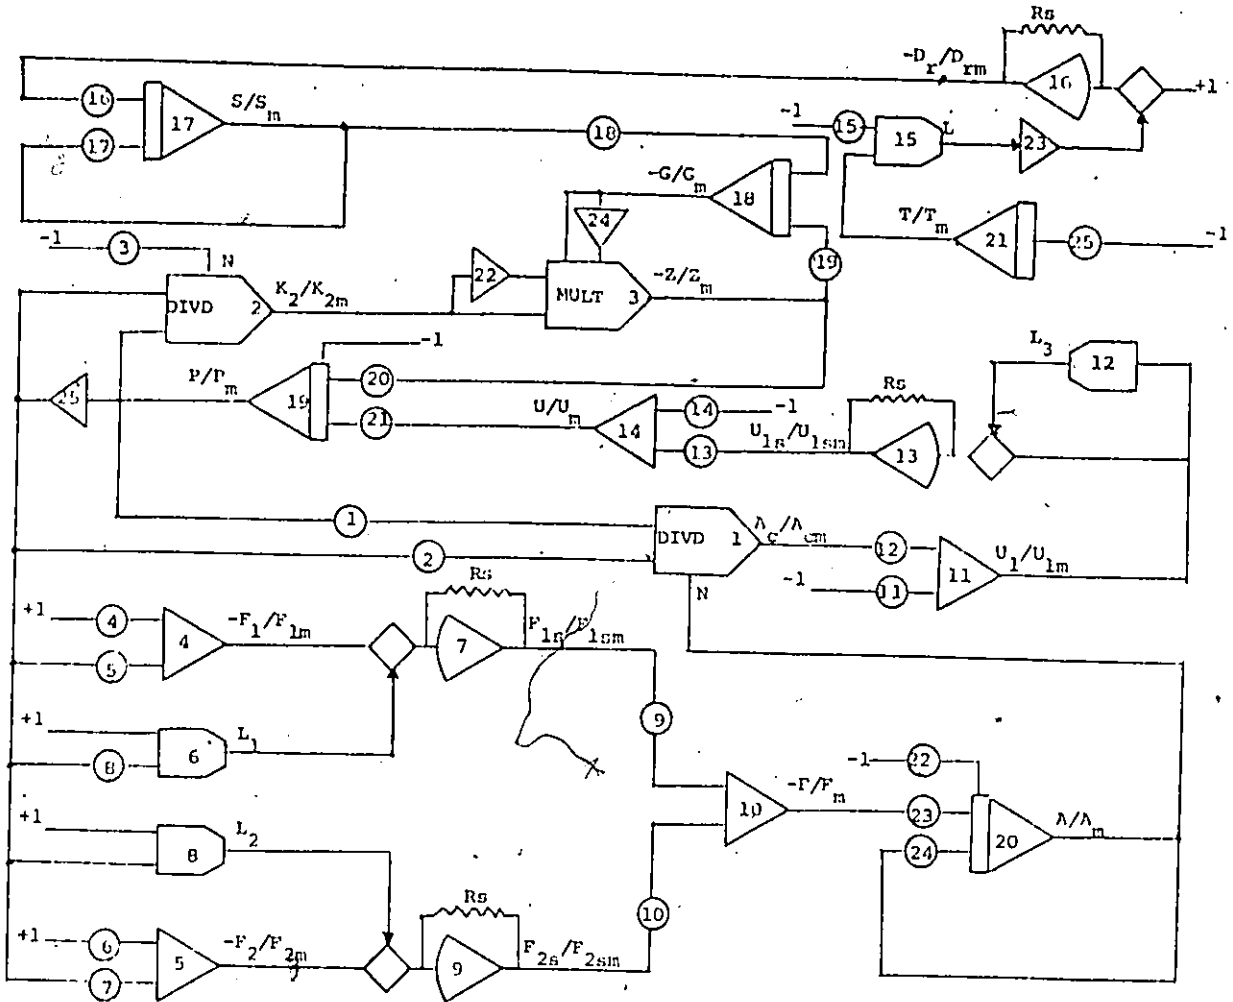 Rs
-D_r/D_rm
16
+1
16
17
S/S_m
-1
15
15
L
23
18
17
-G/G_m
18
24
T/T_m
21
25
-1
-1
3
N
22
19
K_2/K_2m
-Z/Z_m
DIVD
2
MULT
3
L_3
-1
12
25
P/P_m
19
20
Rs
U/U_m
14
-1
21
14
U_1s/U_1sm
13
13
1
DIVD
1
A_c/A_cm
12
U_1/U_1m
2
11
-1
11
Rs
N
+1
4
-F_1/F_1m
F_1s/F_1sm
4
7
5
+1
9
L_1
6
8
-1
22
-F/F_m
+1
10
23
A/A_m
L_2
20
8
24
Rs
10
+1
6
-F_2/F_2m
F_2s/F_2sm
5
9
7